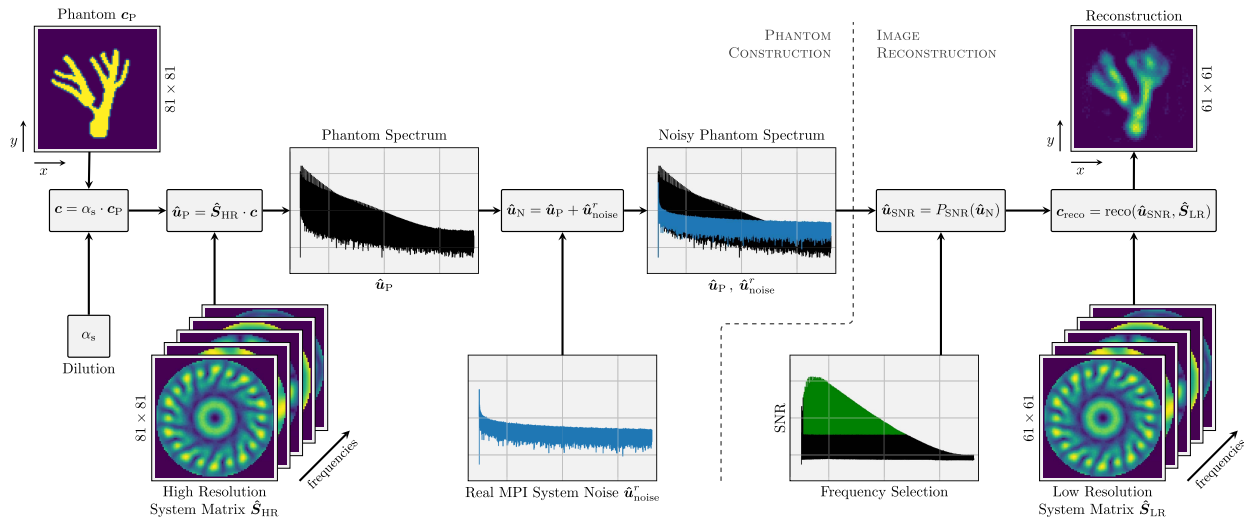 Phantom c_P
81 × 81
y
x
c = α_s · c_P
α_s
Dilution
û_P = Ŝ_HR · c
81 × 81
frequencies
High Resolution
System Matrix Ŝ_HR
Phantom Spectrum
û_P
û_N = û_P + û^r_noise
Real MPI System Noise û^r_noise
Noisy Phantom Spectrum
û_P , û^r_noise
Phantom
Construction
Image
Reconstruction
û_SNR = P_SNR(û_N)
SNR
Frequency Selection
Reconstruction
61 × 61
y
x
c_reco = reco(û_SNR, Ŝ_LR)
61 × 61
frequencies
Low Resolution
System Matrix Ŝ_LR